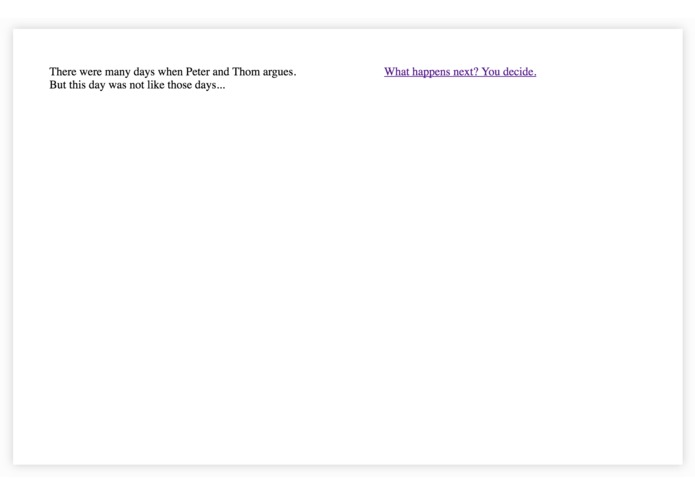 There were many days when Peter and Thom argues.
But this day was not like those days...
What happens next? You decide.